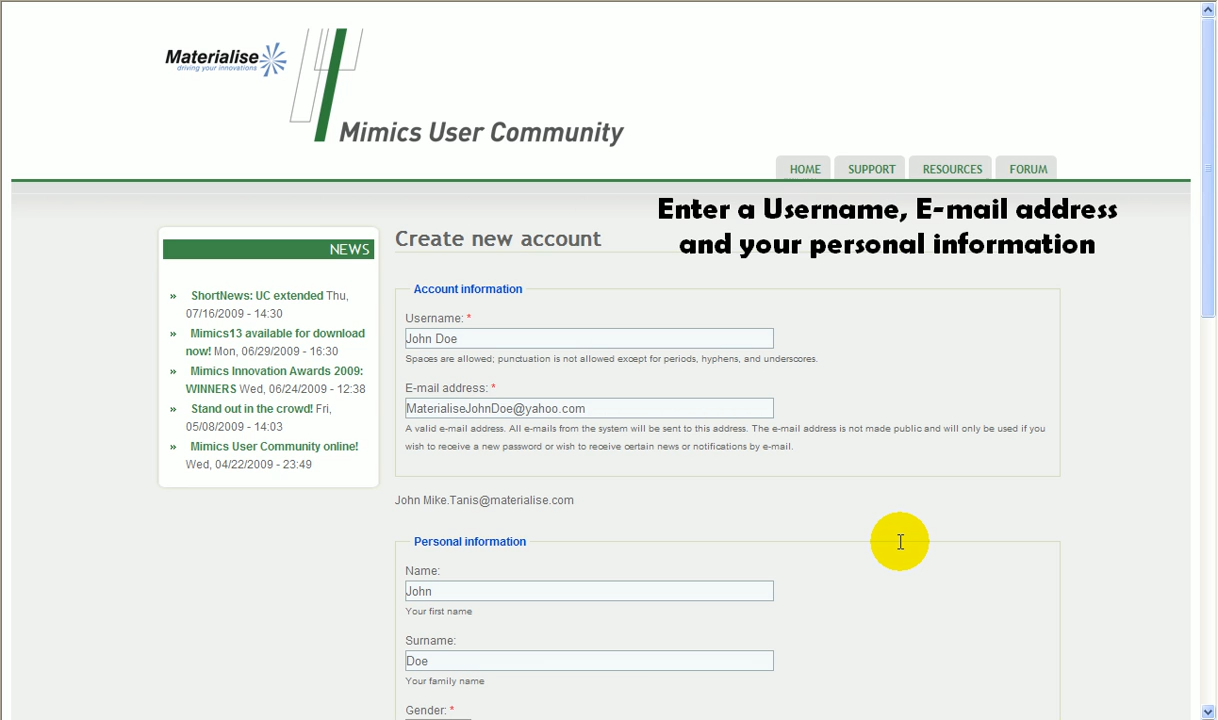 Materialise
driving your innovations
Mimics User Community
HOME
SUPPORT
RESOURCES
FORUM
Enter a Username, E-mail address
and your personal information
NEWS
» ShortNews: UC extended Thu,
07/16/2009 - 14:30
» Mimics13 available for download
now! Mon, 06/29/2009 - 16:30
» Mimics Innovation Awards 2009:
WINNERS Wed, 06/24/2009 - 12:38
» Stand out in the crowd! Fri,
05/08/2009 - 14:03
» Mimics User Community online!
Wed, 04/22/2009 - 23:49
Create new account
Account information
Username: *
John Doe
Spaces are allowed; punctuation is not allowed except for periods, hyphens, and underscores.
E-mail address: *
MaterialiseJohnDoe@yahoo.com
A valid e-mail address. All e-mails from the system will be sent to this address. The e-mail address is not made public and will only be used if you
wish to receive a new password or wish to receive certain news or notifications by e-mail.
John Mike.Tanis@materialise.com
Personal information
Name:
John
Your first name
Surname:
Doe
Your family name
Gender: *